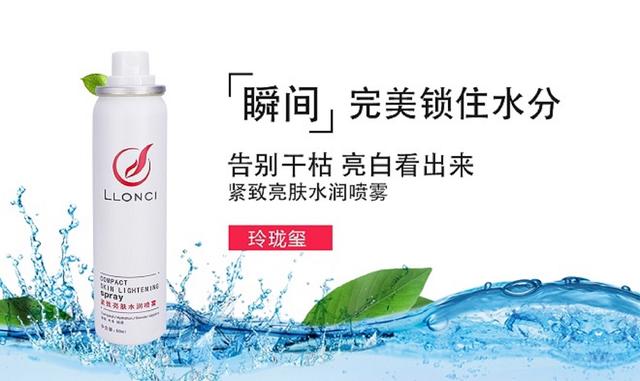 「瞬间」 完美锁住水分
告别干枯 亮白看出来
紧致亮肤水润喷雾
玲珑玺
LLONCI
COMPACT
SKIN LIGHTENING
spray
紧致亮肤水润喷雾